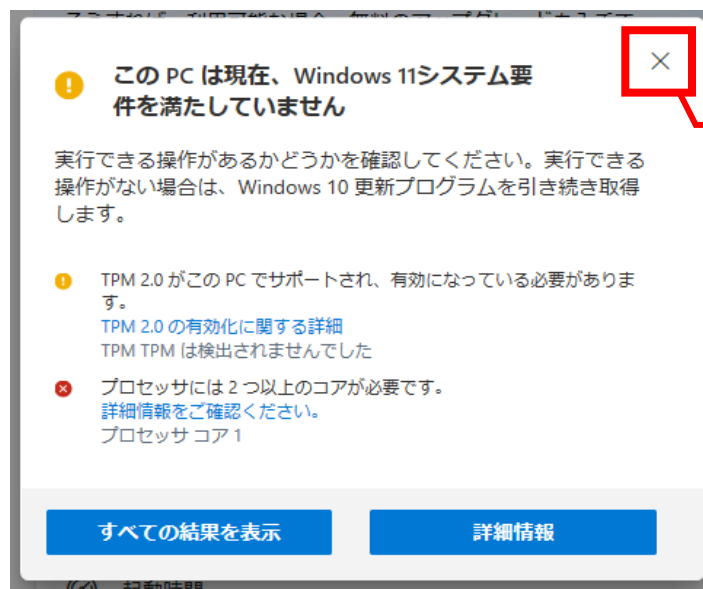 この PC は現在、Windows 11システム要
件を満たしていません
実行できる操作があるかどうかを確認してください。実行できる
操作がない場合は、Windows 10 更新プログラムを引き続き取得
します。
TPM 2.0 がこの PC でサポートされ、有効になっている必要がありま
す。
TPM 2.0 の有効化に関する詳細
TPM TPM は検出されませんでした
プロセッサには 2 つ以上のコアが必要です。
詳細情報をご確認ください。
プロセッサ コア 1
すべての結果を表示
詳細情報
起動時間